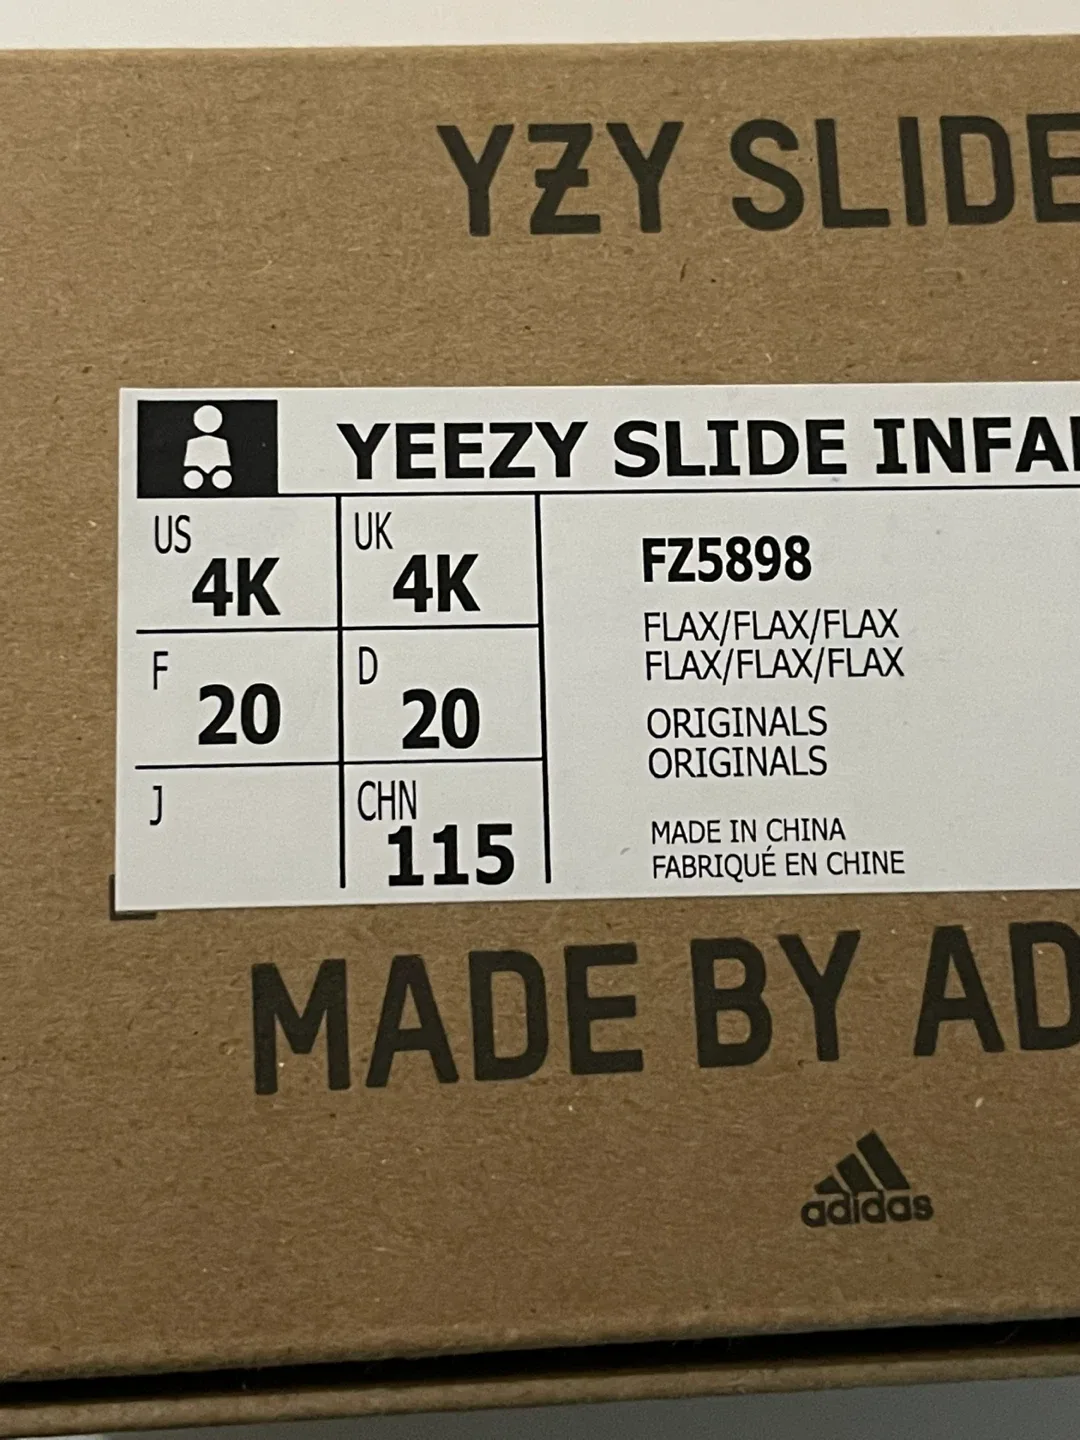 YZY SLIDE
YEEZY SLIDE INFA
US 4K UK 4K
F 20 D 20
J CHN 115
FZ5898
FLAX/FLAX/FLAX
FLAX/FLAX/FLAX
ORIGINALS
ORIGINALS
MADE IN CHINA
FABRIQUÉ EN CHINE
MADE BY AD
adidas